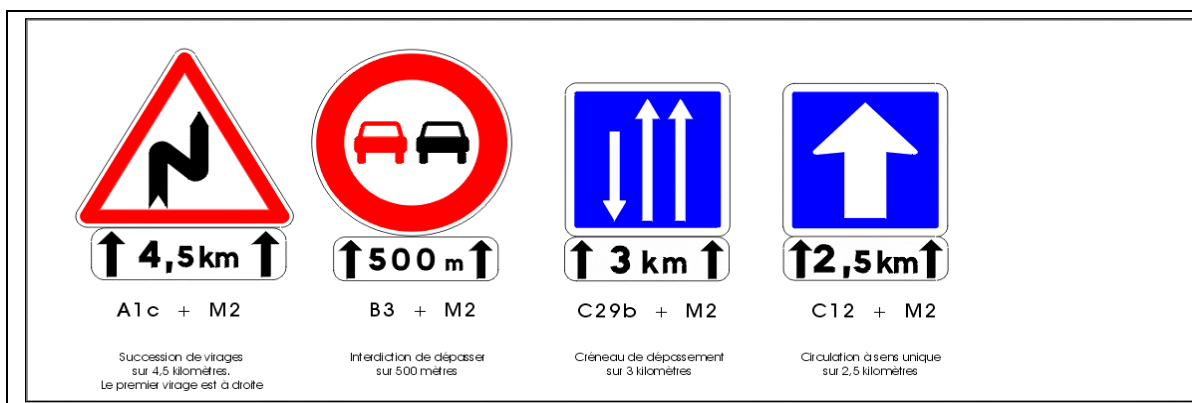 4,5km
500 m
3 km
2,5km
A1c + M2
B3 + M2
C29b + M2
C12 + M2
Succession de virages
sur 4,5 kilomètres.
Le premier virage est à droite
Interdiction de dépasser
sur 500 mètres
Créneau de dépassement
sur 3 kilomètres
Circulation à sens unique
sur 2,5 kilomètres